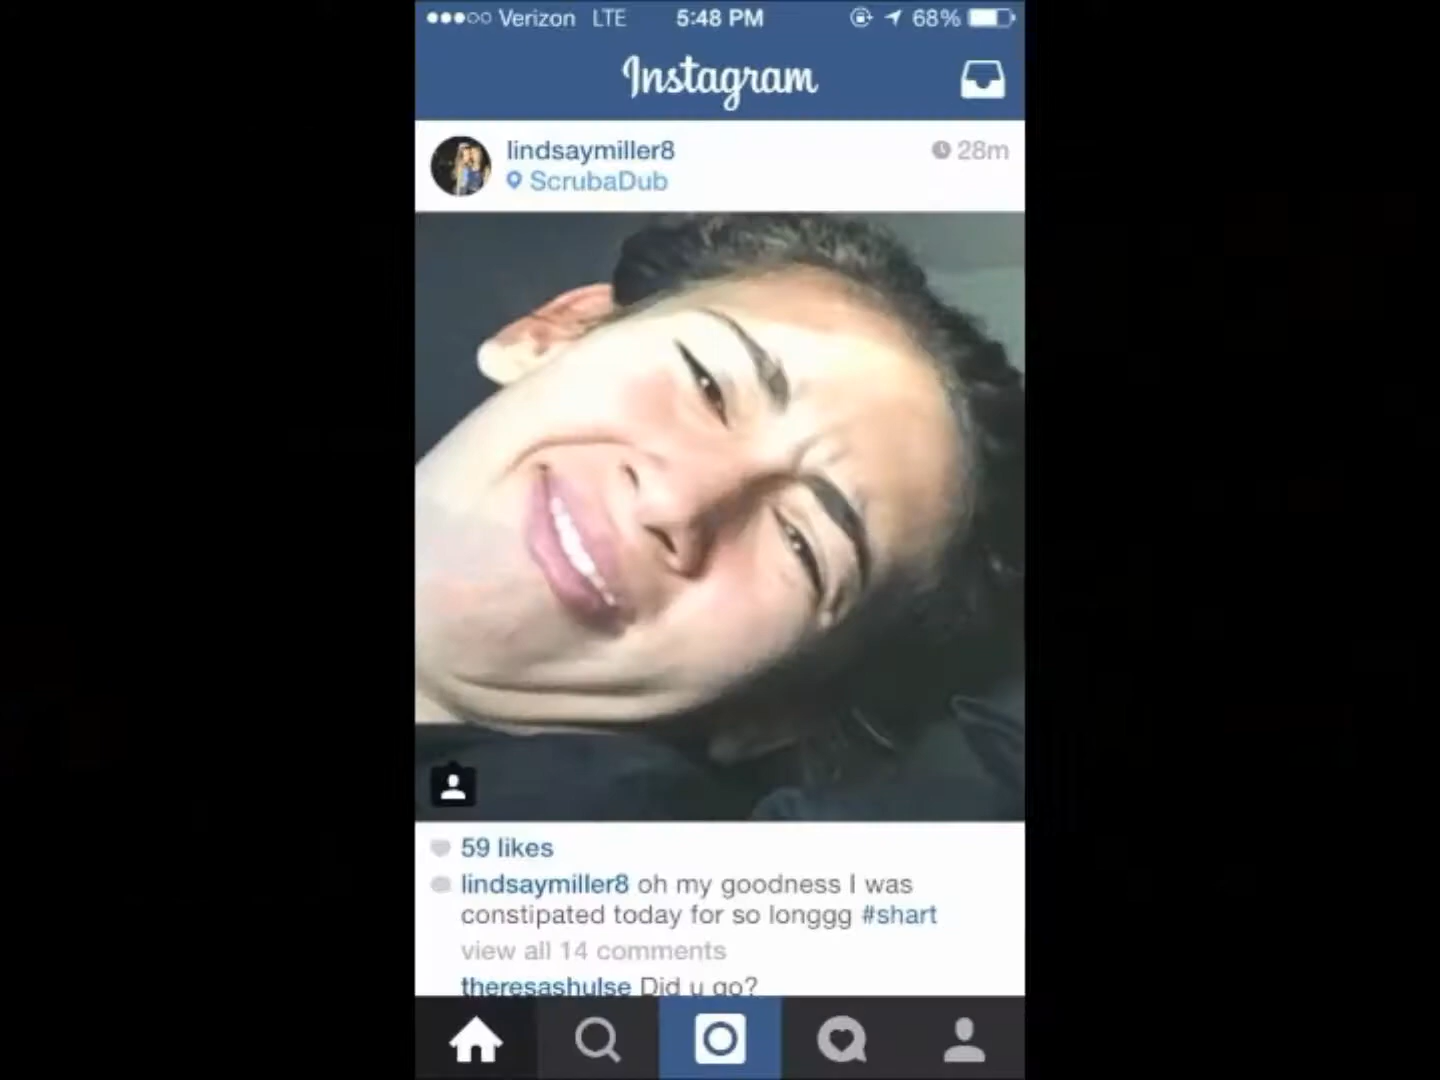 Verizon LTE 5:48 PM 68%
Instagram
lindsaymiller8 28m
ScrubaDub
59 likes
lindsaymiller8 oh my goodness I was
constipated today for so longgg #shart
view all 14 comments
theresashulse Did u go?